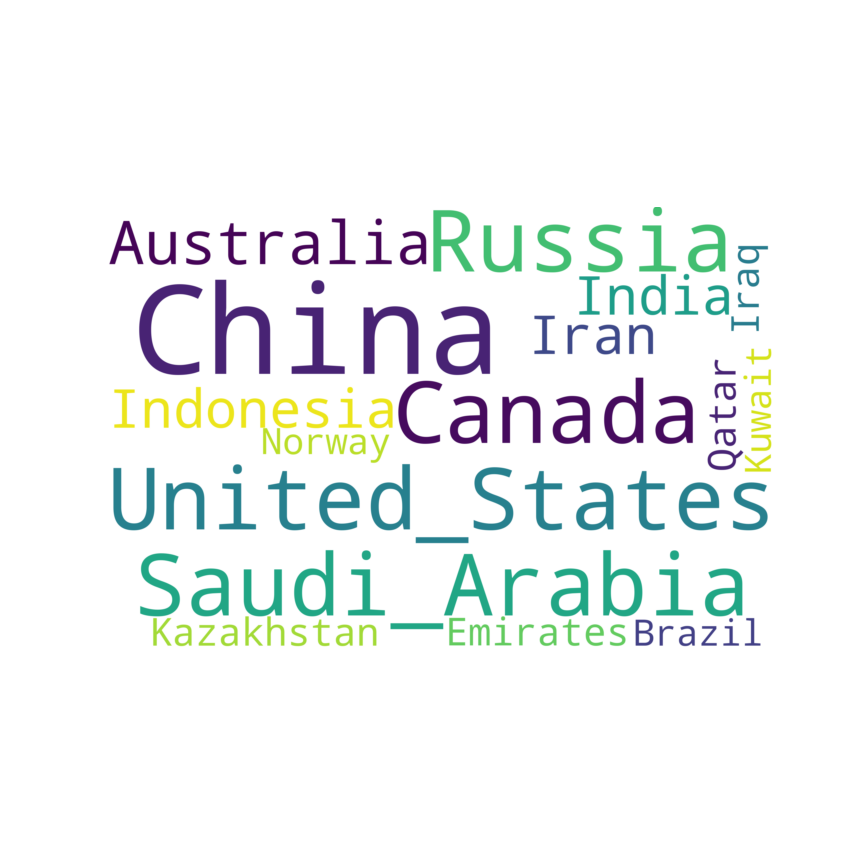 Australia
Russia
Iraq
India
China
Iran
Kuwait
Qatar
Indonesia
Canada
Norway
United_States
Saudi_Arabia
Kazakhstan
Emirates
Brazil